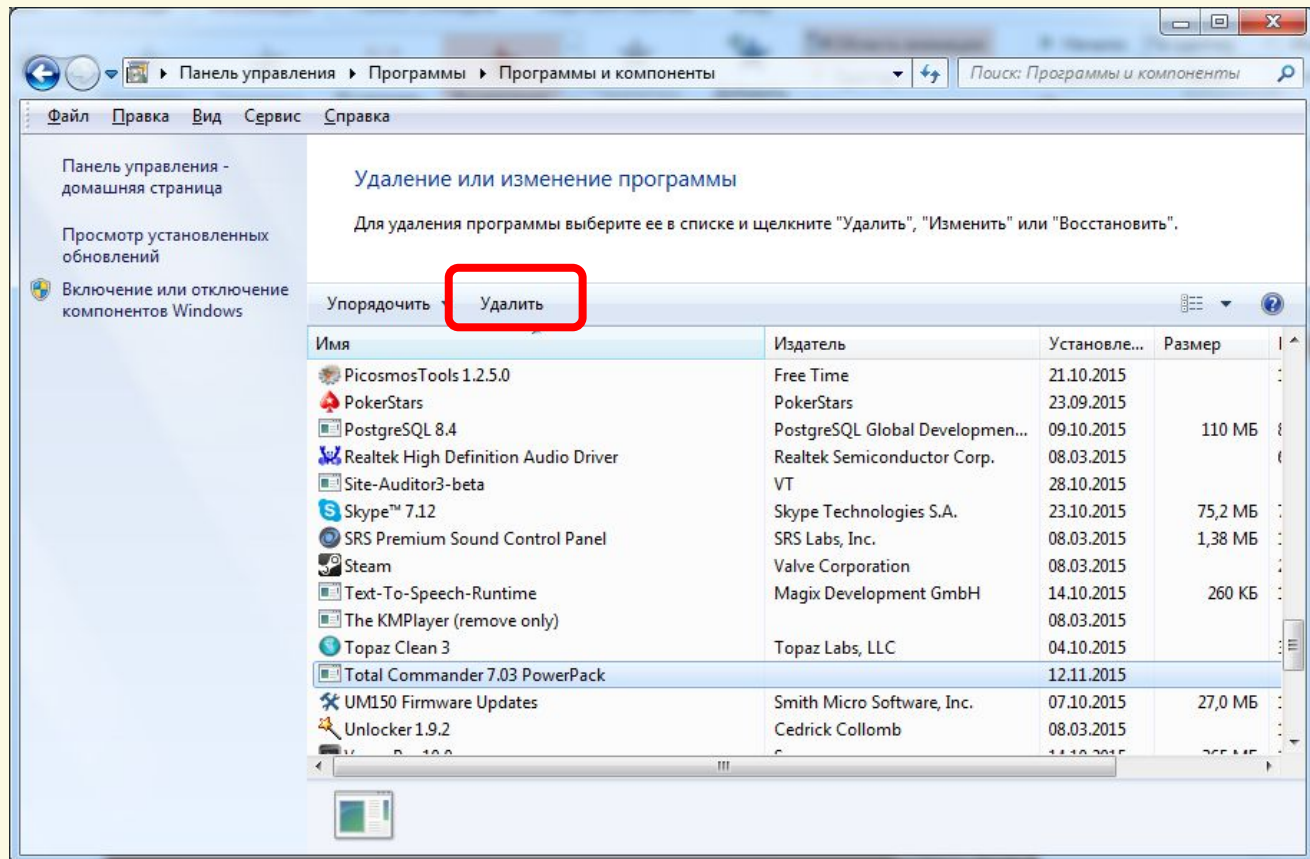 Панель управления ▸ Программы ▸ Программы и компоненты
Поиск: Программы и компоненты
Файл Правка Вид Сервис Справка
Панель управления -
домашняя страница
Просмотр установленных
обновлений
Включение или отключение
компонентов Windows
Удаление или изменение программы
Для удаления программы выберите ее в списке и щелкните "Удалить", "Изменить" или "Восстановить".
Упорядочить Удалить
Имя Издатель Установле... Размер
PicosmosTools 1.2.5.0 Free Time 21.10.2015
PokerStars PokerStars 23.09.2015
PostgreSQL 8.4 PostgreSQL Global Developmen... 09.10.2015 110 МБ
Realtek High Definition Audio Driver Realtek Semiconductor Corp. 08.03.2015
Site-Auditor3-beta VT 28.10.2015
Skype™ 7.12 Skype Technologies S.A. 23.10.2015 75,2 МБ
SRS Premium Sound Control Panel SRS Labs, Inc. 08.03.2015 1,38 МБ
Steam Valve Corporation 08.03.2015
Text-To-Speech-Runtime Magix Development GmbH 14.10.2015 260 КБ
The KMPlayer (remove only) 08.03.2015
Topaz Clean 3 Topaz Labs, LLC 04.10.2015
Total Commander 7.03 PowerPack 12.11.2015
UM150 Firmware Updates Smith Micro Software, Inc. 07.10.2015 27,0 МБ
Unlocker 1.9.2 Cedrick Collomb 08.03.2015